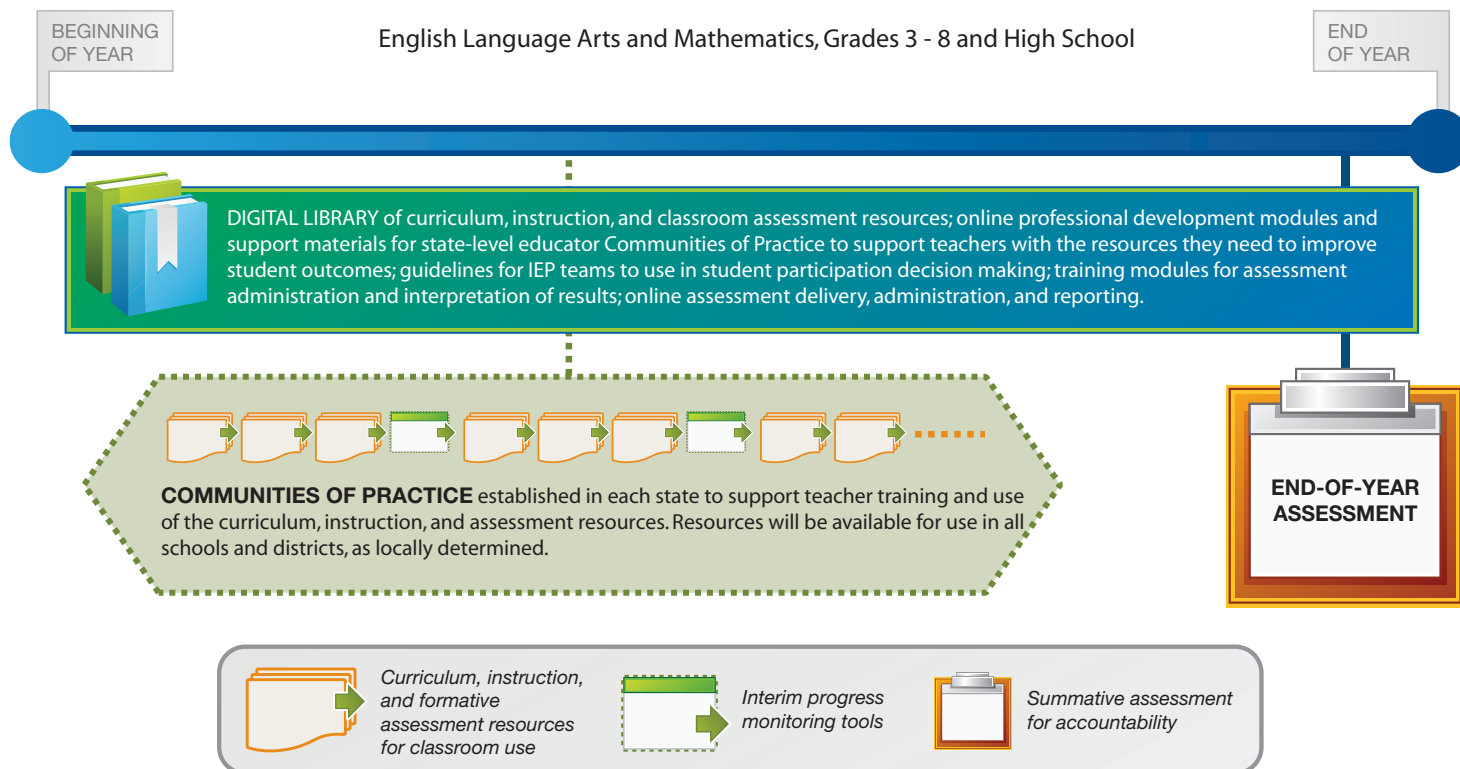 BEGINNING
OF YEAR
English Language Arts and Mathematics, Grades 3 - 8 and High School
END
OF YEAR
DIGITAL LIBRARY of curriculum, instruction, and classroom assessment resources; online professional development modules and
support materials for state-level educator Communities of Practice to support teachers with the resources they need to improve
student outcomes; guidelines for IEP teams to use in student participation decision making; training modules for assessment
administration and interpretation of results; online assessment delivery, administration, and reporting.
COMMUNITIES OF PRACTICE established in each state to support teacher training and use
of the curriculum, instruction, and assessment resources. Resources will be available for use in all
schools and districts, as locally determined.
END-OF-YEAR
ASSESSMENT
Curriculum, instruction,
and formative
assessment resources
for classroom use
Interim progress
monitoring tools
Summative assessment
for accountability